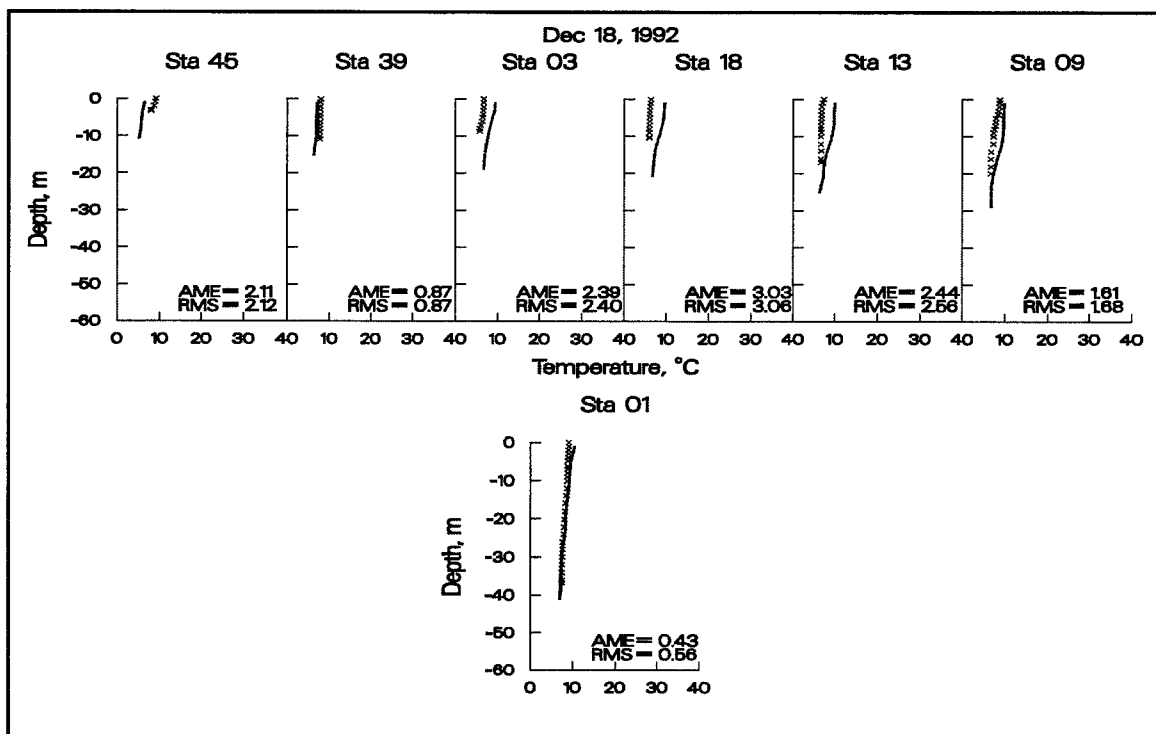 Dec 18, 1992
Sta 45 Sta 39 Sta 03 Sta 18 Sta 13 Sta 09
0
-10
-20
-30
-40
-50
-60
Depth, m
AME= 2.11 AME= 0.87 AME= 2.39 AME= 3.03 AME= 2.44 AME= 1.61
RMS= 2.12 RMS= 0.87 RMS= 2.40 RMS= 3.06 RMS= 2.56 RMS= 1.68
0 10 20 30 40 10 20 30 40 10 20 30 40 10 20 30 40 10 20 30 40 10 20 30 40
Temperature, °C
Sta 01
0
-10
-20
-30
-40
-50
-60
Depth, m
AME= 0.43
RMS= 0.56
0 10 20 30 40